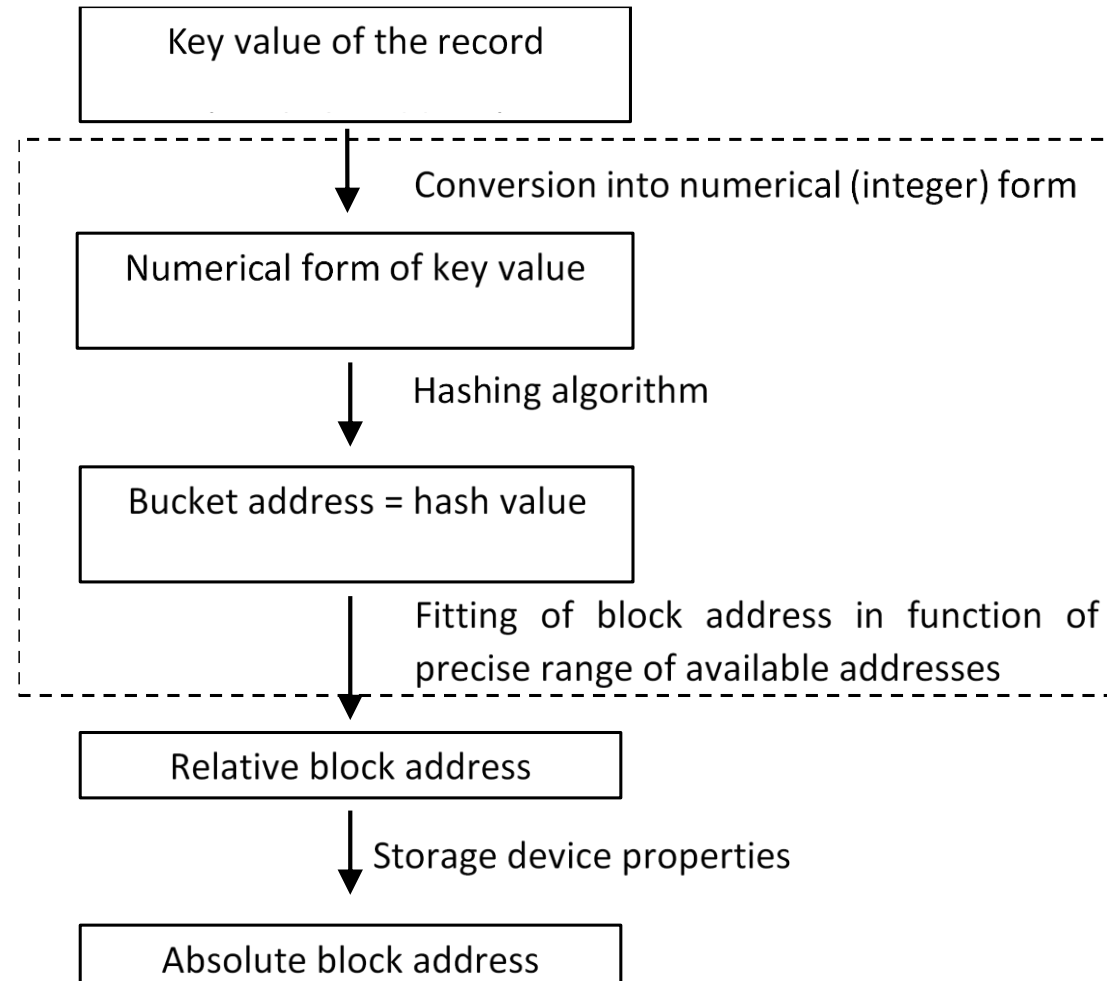 Key value of the record
Conversion into numerical (integer) form
Numerical form of key value
Hashing algorithm
Bucket address = hash value
Fitting of block address in function of
precise range of available addresses
Relative block address
Storage device properties
Absolute block address